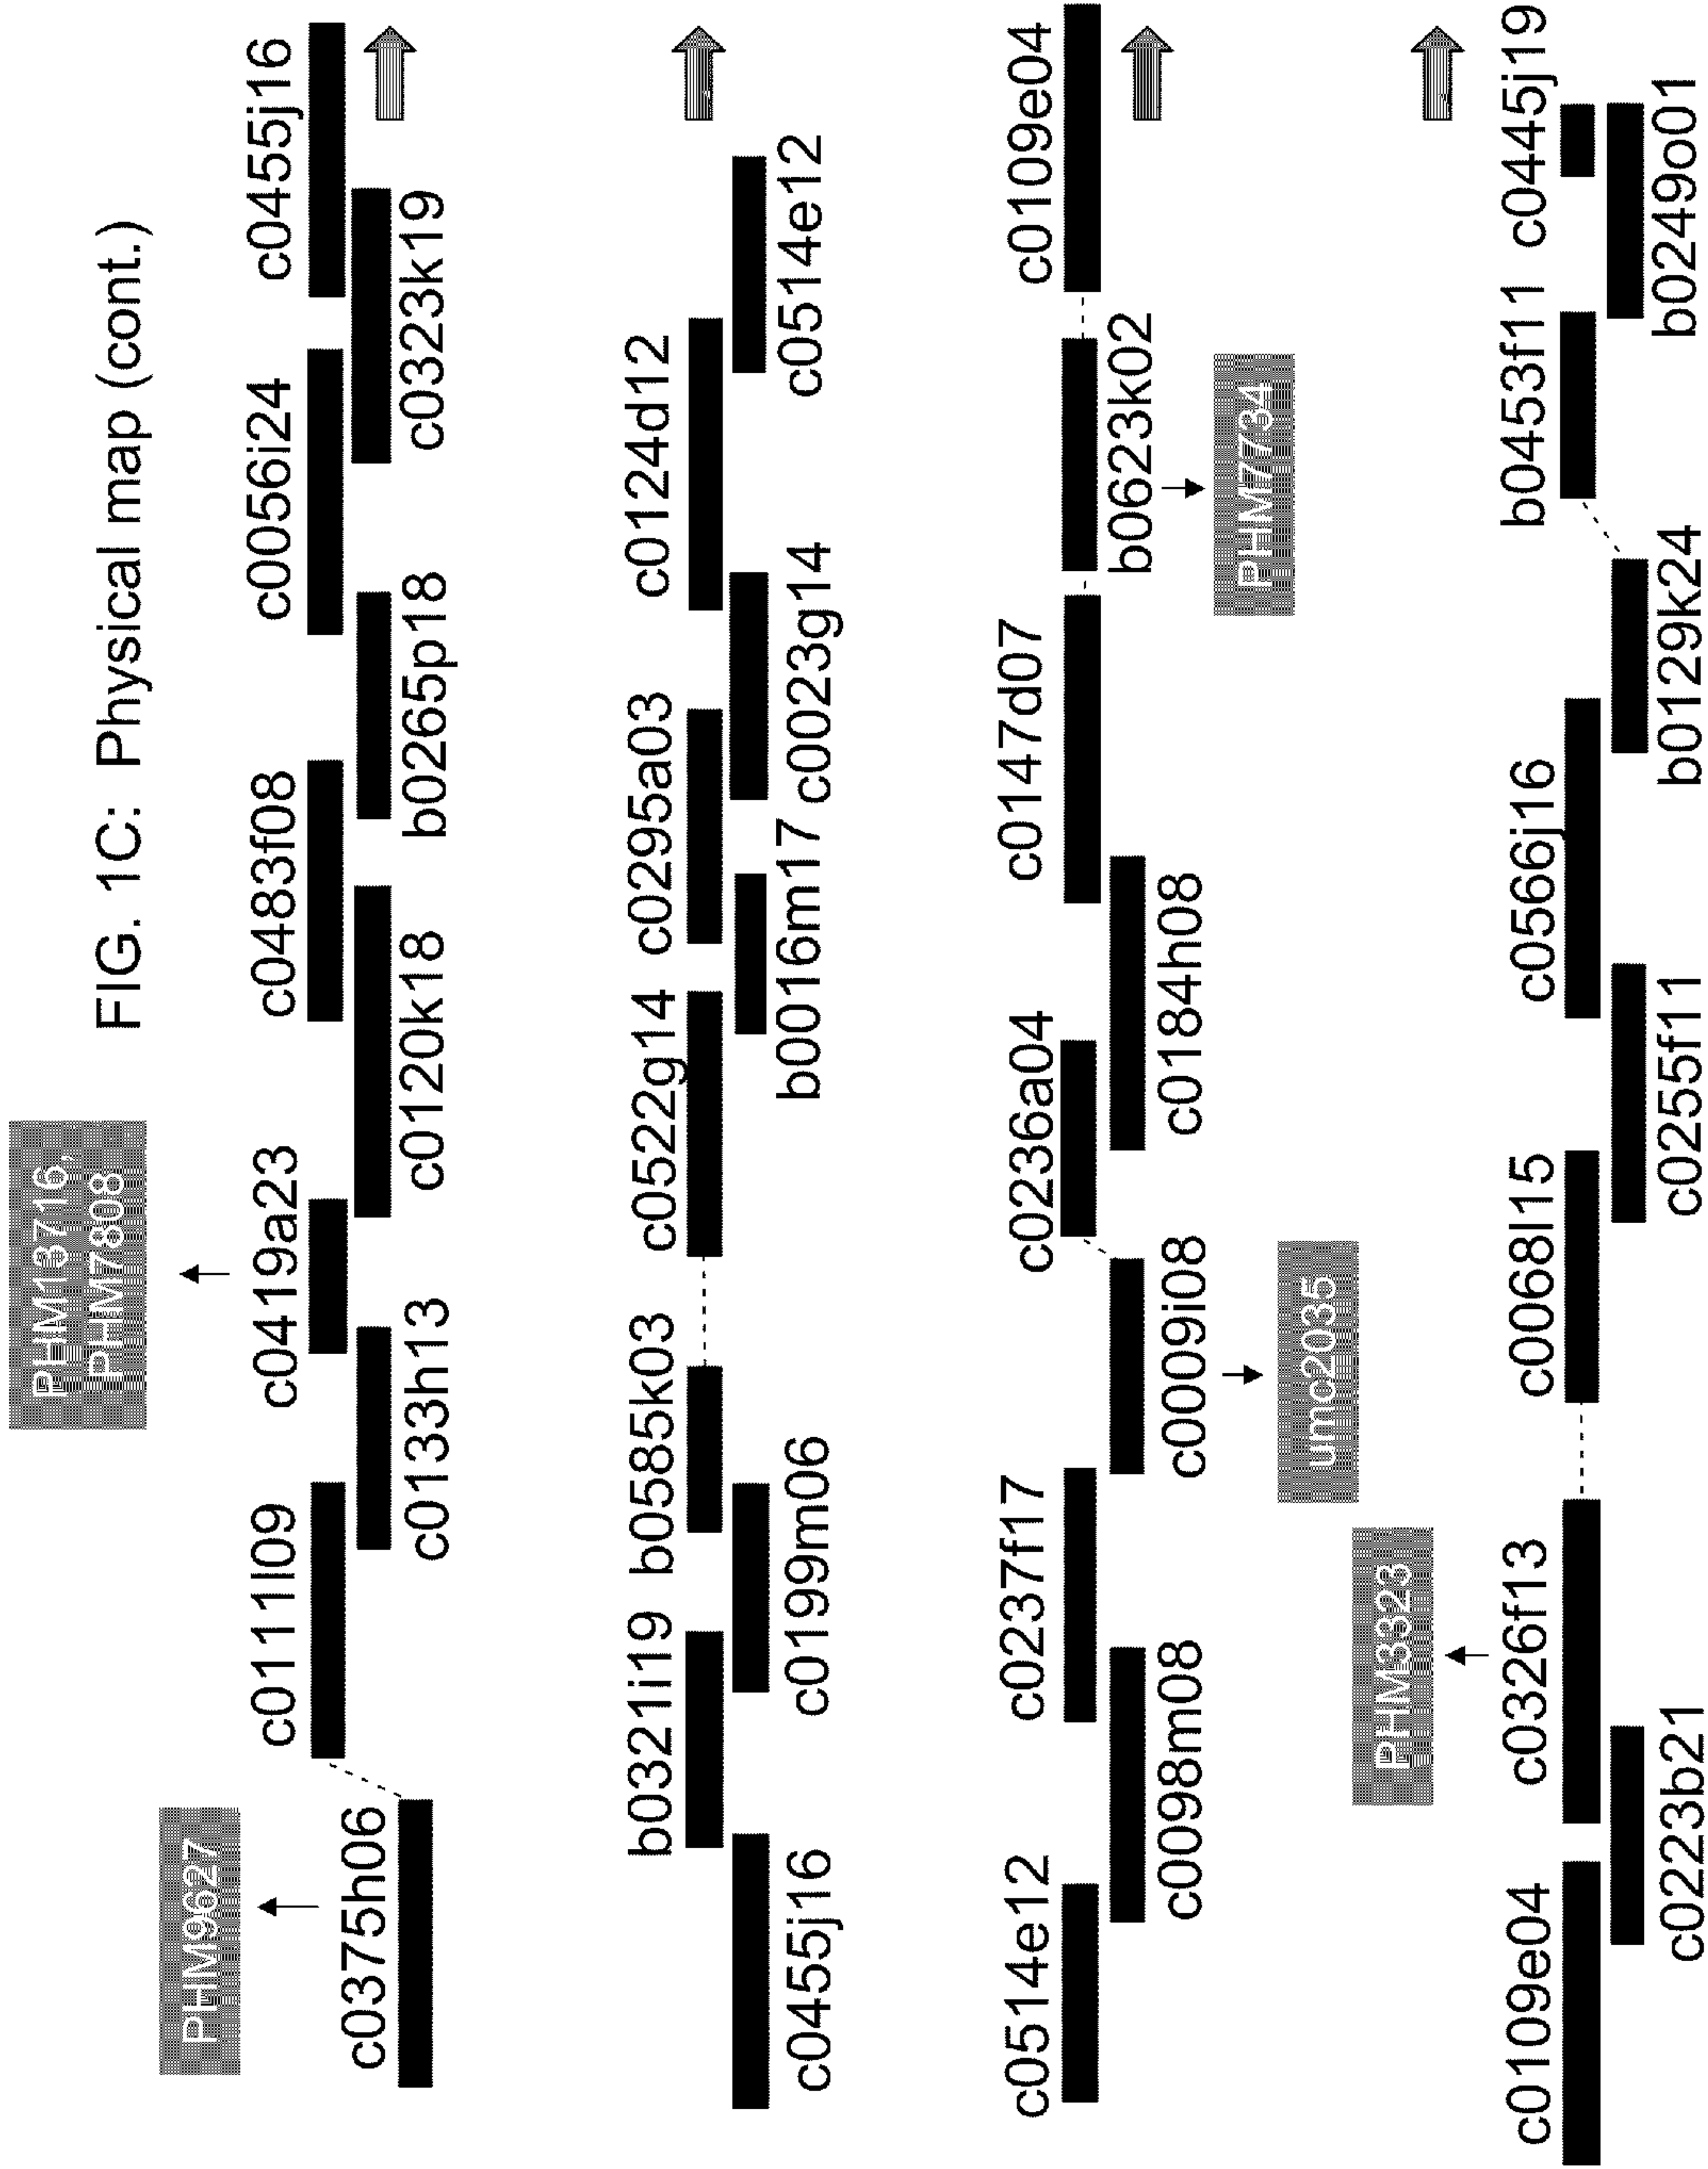 FIG. 1C: Physical map (cont.)
PHM9627
PHM13716,
PHM7808
c0375h06
c0111l09
c0133h13
c0419a23
c0120k18
c0483f08
b0265p18
c0056i24
c0323k19
c0455j16
c0455j16
b0321i19
c0199m06
b0585k03
c0522g14
b0016m17
c0295a03
c0023g14
c0124d12
c0514e12
c0514e12
c0098m08
c0237f17
c0009i08
umc2035
c0236a04
c0184h08
c0147d07
b0623k02
PHM7734
c0109e04
c0109e04
c0223b21
PHM3323
c0326f13
c0068l15
c0255f11
c0566j16
b0129k24
b0453f11
c0445j19
b0249o01